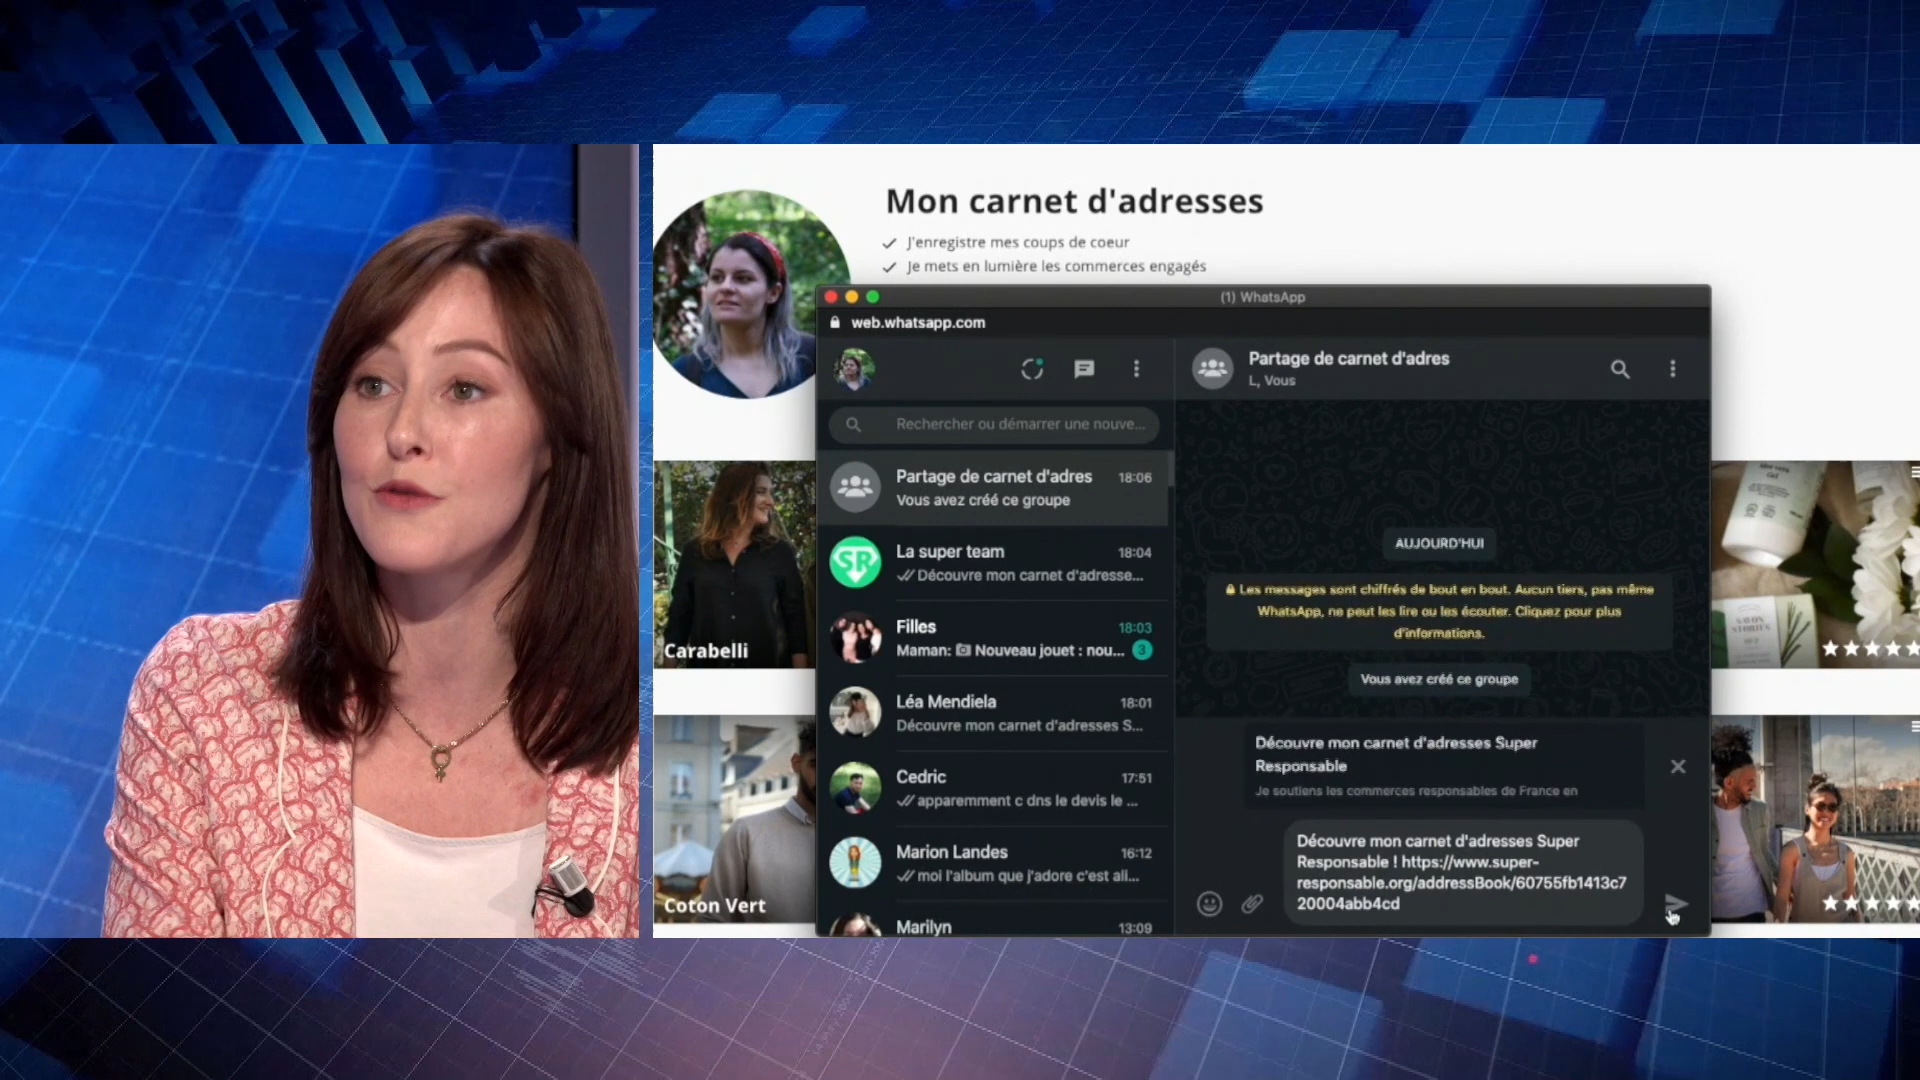 Mon carnet d'adresses
J'enregistre mes coups de coeur
Je mets en lumière les commerces engagés
(1) WhatsApp
web.whatsapp.com
Partage de carnet d'adres
L, Vous
Rechercher ou démarrer une nouve...
Partage de carnet d'adres 18:06
Vous avez créé ce groupe
SR
La super team 18:04
Découvre mon carnet d'adresse...
Filles 18:03
Maman: Nouveau jouet : nou... 3
Léa Mendiela 18:01
Découvre mon carnet d'adresses S...
Cedric 17:51
apparemment c dns le devis le ...
Marion Landes 16:12
moi l'album que j'adore c'est all...
Marilyn 13:09
AUJOURD'HUI
Les messages sont chiffrés de bout en bout. Aucun tiers, pas même
WhatsApp, ne peut les lire ou les écouter. Cliquez pour plus
d'informations.
Vous avez créé ce groupe
Découvre mon carnet d'adresses Super
Responsable
Je soutiens les commerces responsables de France en
Découvre mon carnet d'adresses Super
Responsable ! https://www.super-
responsable.org/addressBook/60755fb1413c7
20004abb4cd
Carabelli
Coton Vert
SAVON
STORIES